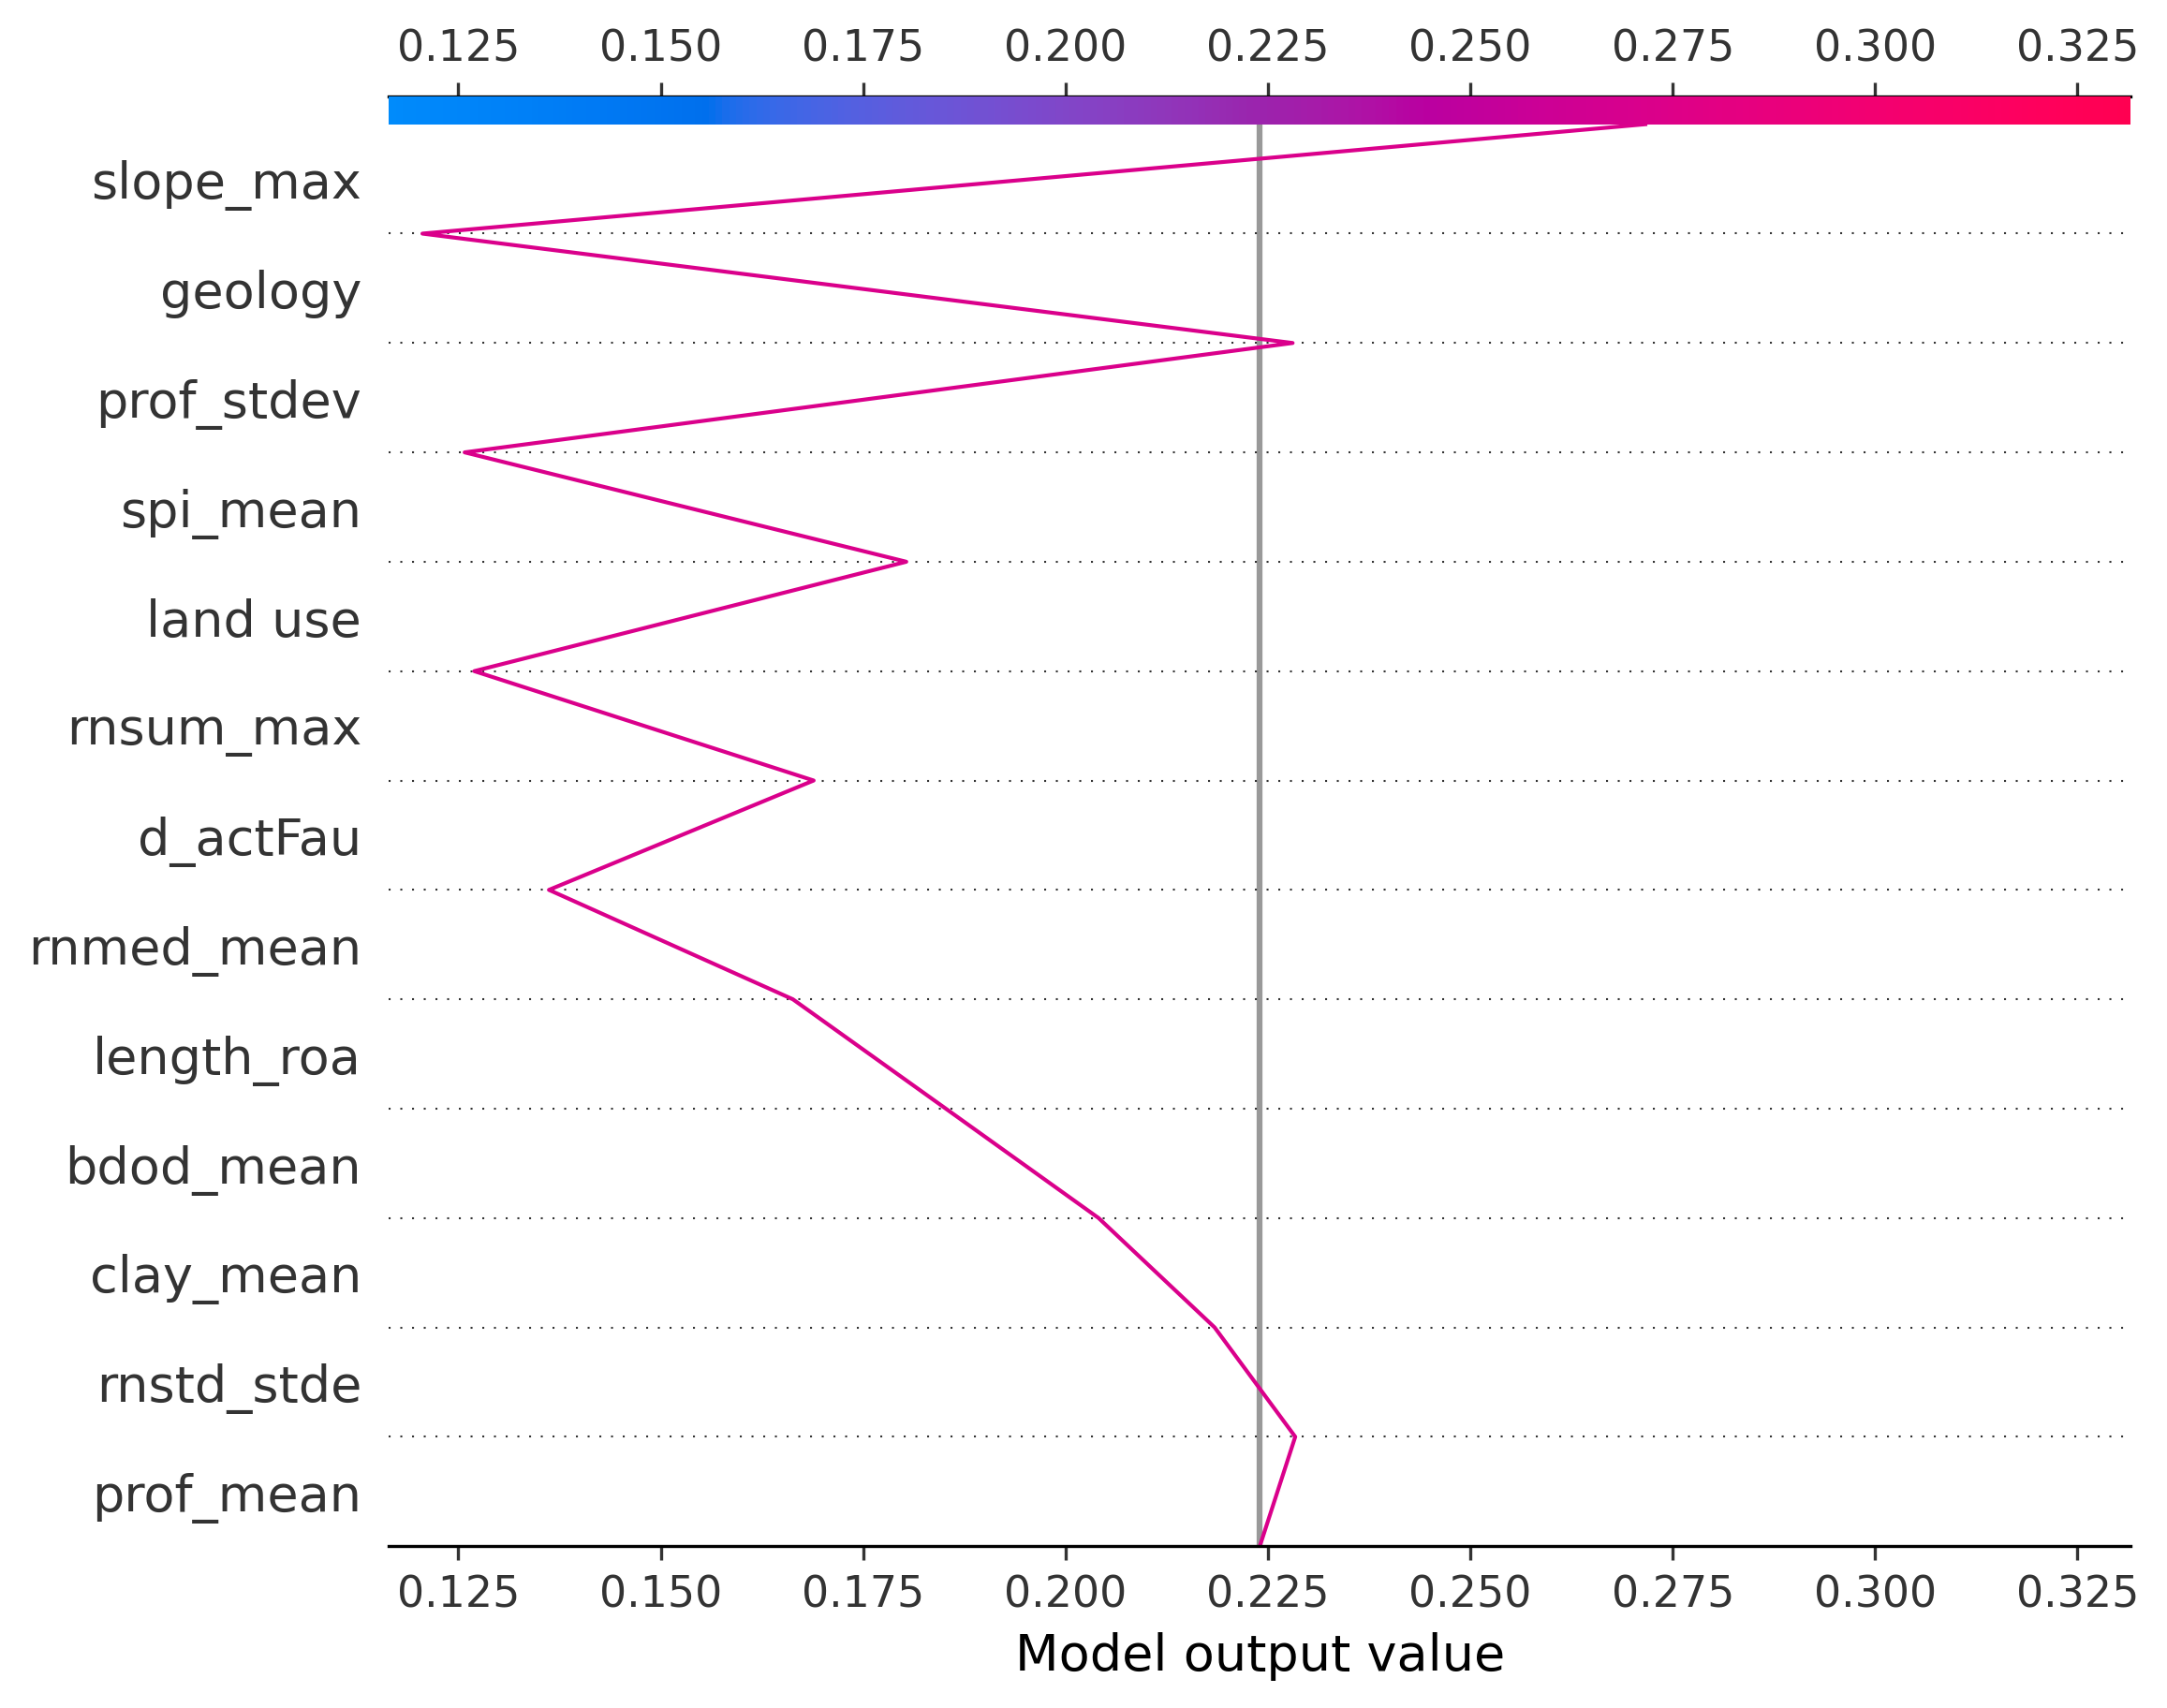 0.125 0.150 0.175 0.200 0.225 0.250 0.275 0.300 0.325
slope_max
geology
prof_stdev
spi_mean
land use
rnsum_max
d_actFau
rnmed_mean
length_roa
bdod_mean
clay_mean
rnstd_stde
prof_mean
0.125 0.150 0.175 0.200 0.225 0.250 0.275 0.300 0.325
Model output value